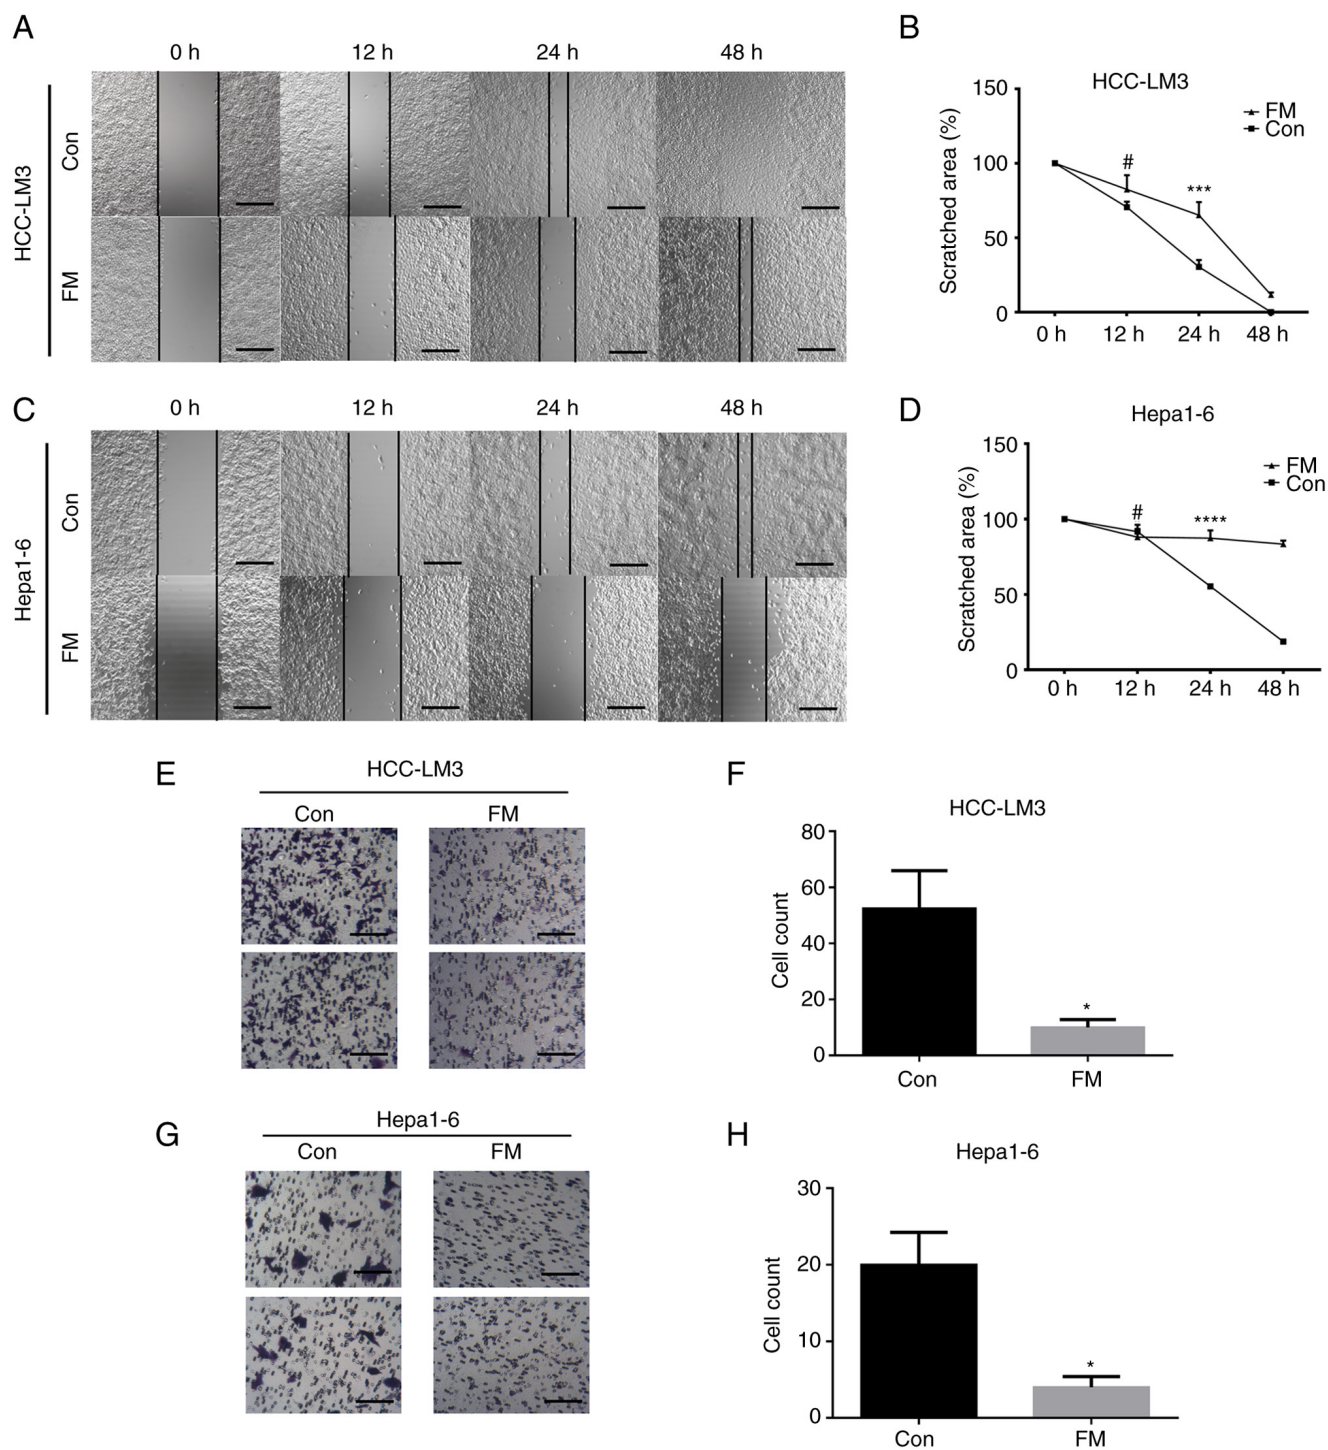 A
0 h 12 h 24 h 48 h
HCC-LM3
Con
FM
B
HCC-LM3
FM
Con
Scratched area (%)
150
100
50
0
#
***
0 h 12 h 24 h 48 h
C
0 h 12 h 24 h 48 h
Hepa1-6
Con
FM
D
Hepa1-6
FM
Con
Scratched area (%)
150
100
50
0
#
****
0 h 12 h 24 h 48 h
E
HCC-LM3
Con FM
F
HCC-LM3
Cell count
80
60
40
20
0
*
Con FM
G
Hepa1-6
Con FM
H
Hepa1-6
Cell count
30
20
10
0
*
Con FM